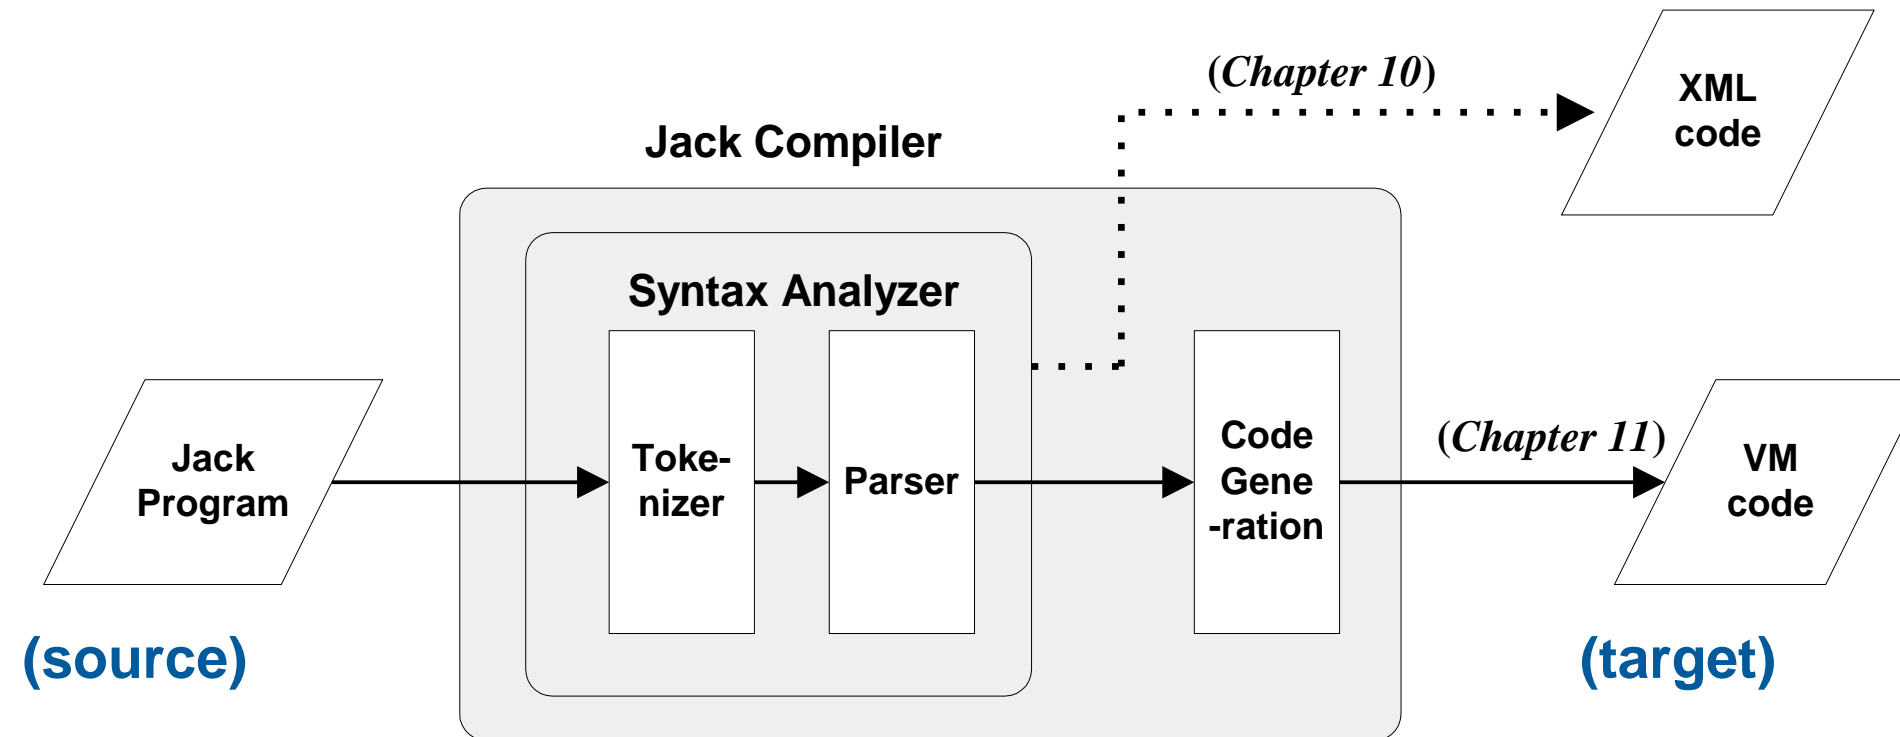 (Chapter 10)
XML
code
Jack Compiler
Syntax Analyzer
Jack
Program
Toke-
nizer
Parser
Code
Gene
-ration
(Chapter 11)
VM
code
(source)
(target)